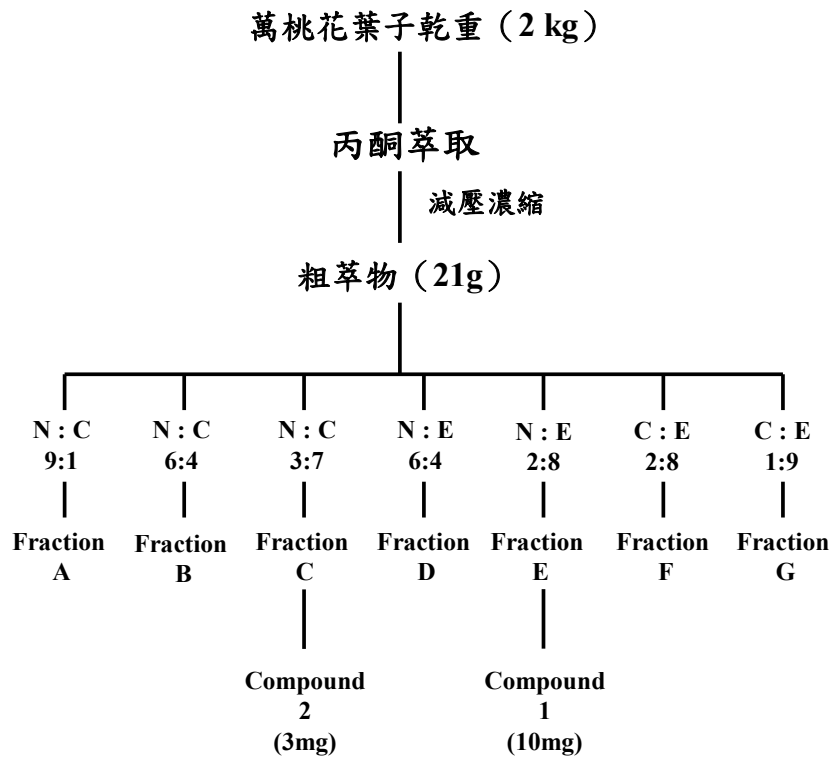 萬桃花葉子乾重（2 kg）
丙酮萃取
減壓濃縮
粗萃物（21g）
N : C N : C N : C N : E N : E C : E C : E
9:1 6:4 3:7 6:4 2:8 2:8 1:9
Fraction Fraction Fraction Fraction Fraction Fraction Fraction
A B C D E F G
Compound Compound
2 1
(3mg) (10mg)